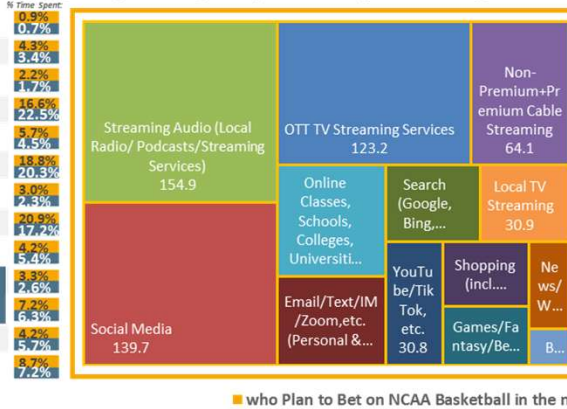 % Time Spent:
0.9%
0.7%
4.3%
3.4%
2.2%
1.7%
16.6%
22.5%
5.7%
4.5%
18.8%
20.3%
3.0%
2.3%
20.9%
17.2%
4.2%
5.4%
3.3%
2.6%
7.2%
6.3%
4.2%
5.7%
8.7%
7.2%
Streaming Audio (Local
Radio/ Podcasts/Streaming
Services)
154.9
Social Media
139.7
OTT TV Streaming Services
123.2
Non-
Premium+Pr
emium Cable
Streaming
64.1
Online
Classes,
Schools,
Colleges,
Universiti...
Search
(Google,
Bing,...
Local TV
Streaming
30.9
Email/Text/IM
/Zoom,etc.
(Personal &...
YouTu
be/Tik
Tok,
etc.
30.8
Shopping
(incl....
Ne
ws/
W...
Games/Fa
ntasy/Be...
B...
who Plan to Bet on NCAA Basketball in the n